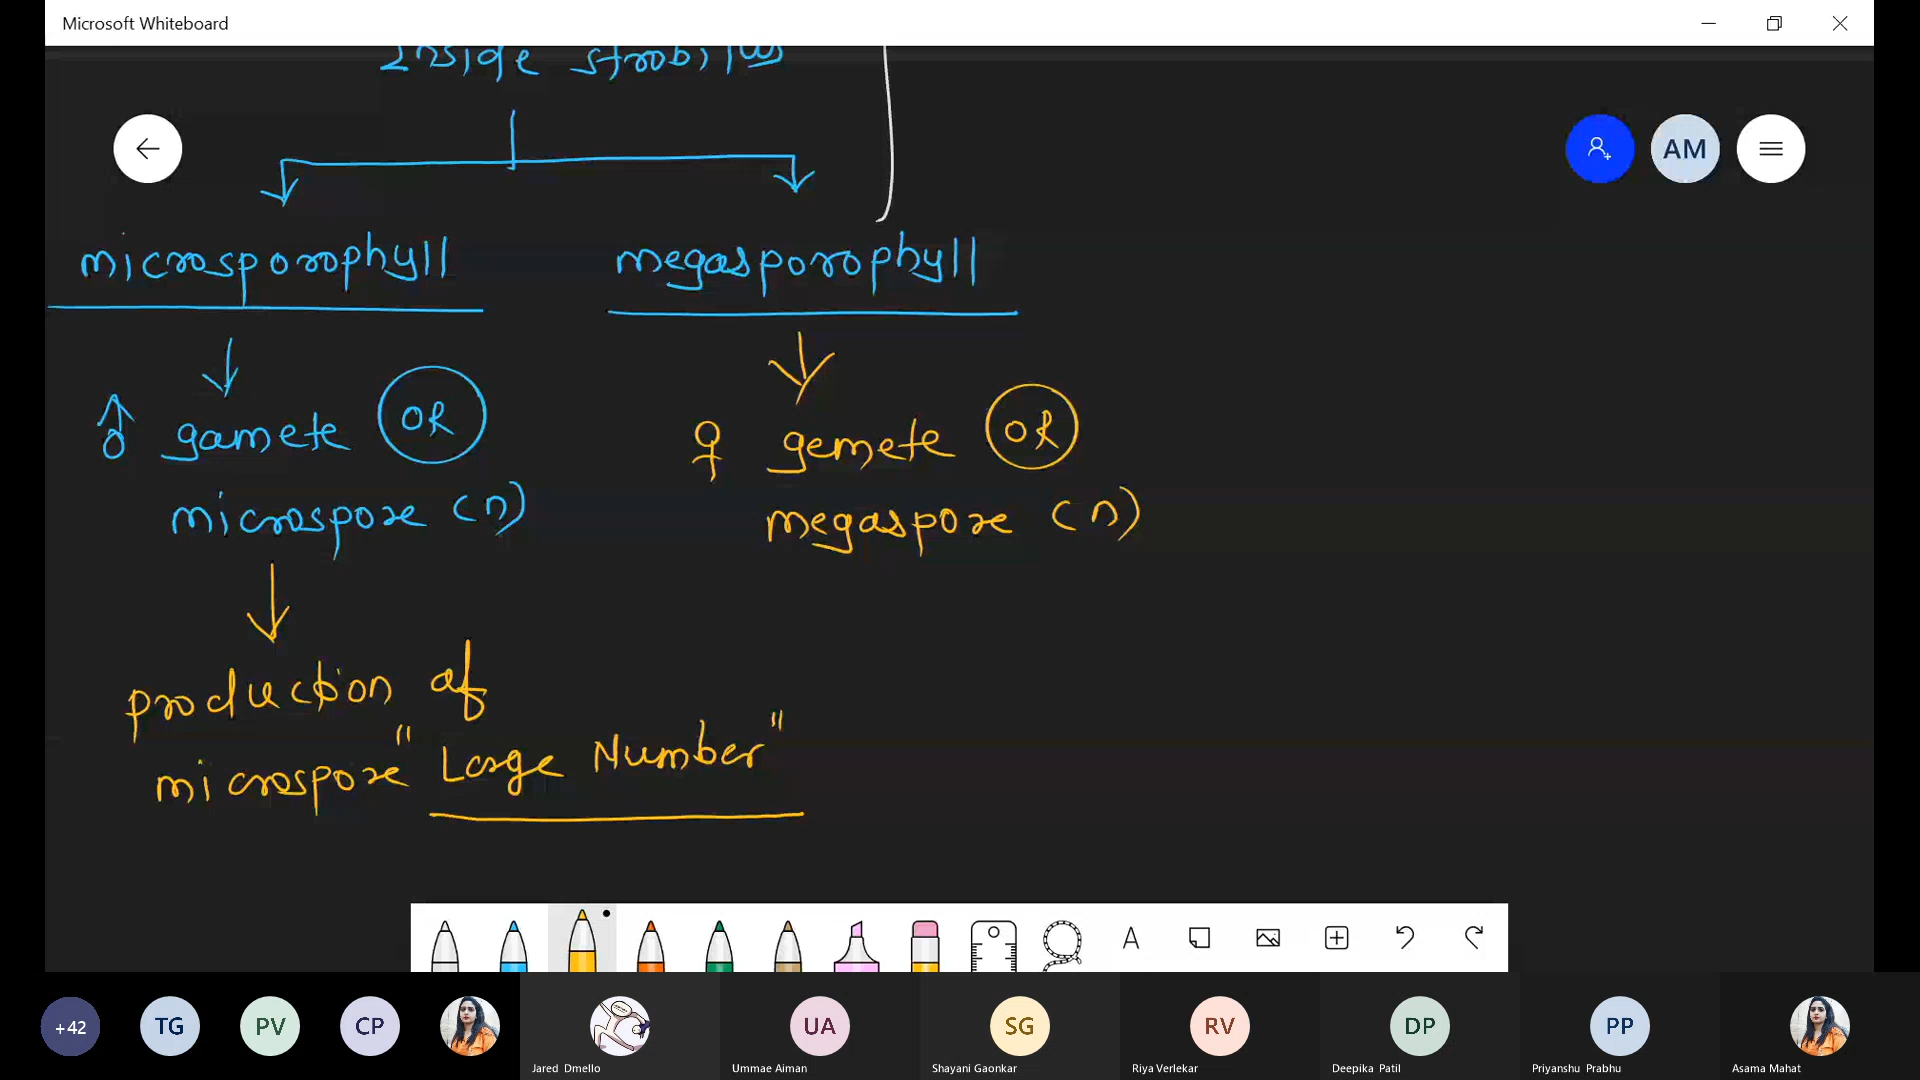 Microsoft Whiteboard
Inside strobilus
microsporophyll megasporophyll
♂ gamete OR
♀ gemete OR
microspore (n)
megaspore (n)
production of
microspore "Large Number"
AM
A
+42 TG PV CP UA SG RV DP PP
Jared Dmello Ummae Aiman Shayani Gaonkar Riya Verlekar Deepika Patil Priyanshu Prabhu Asama Mahat